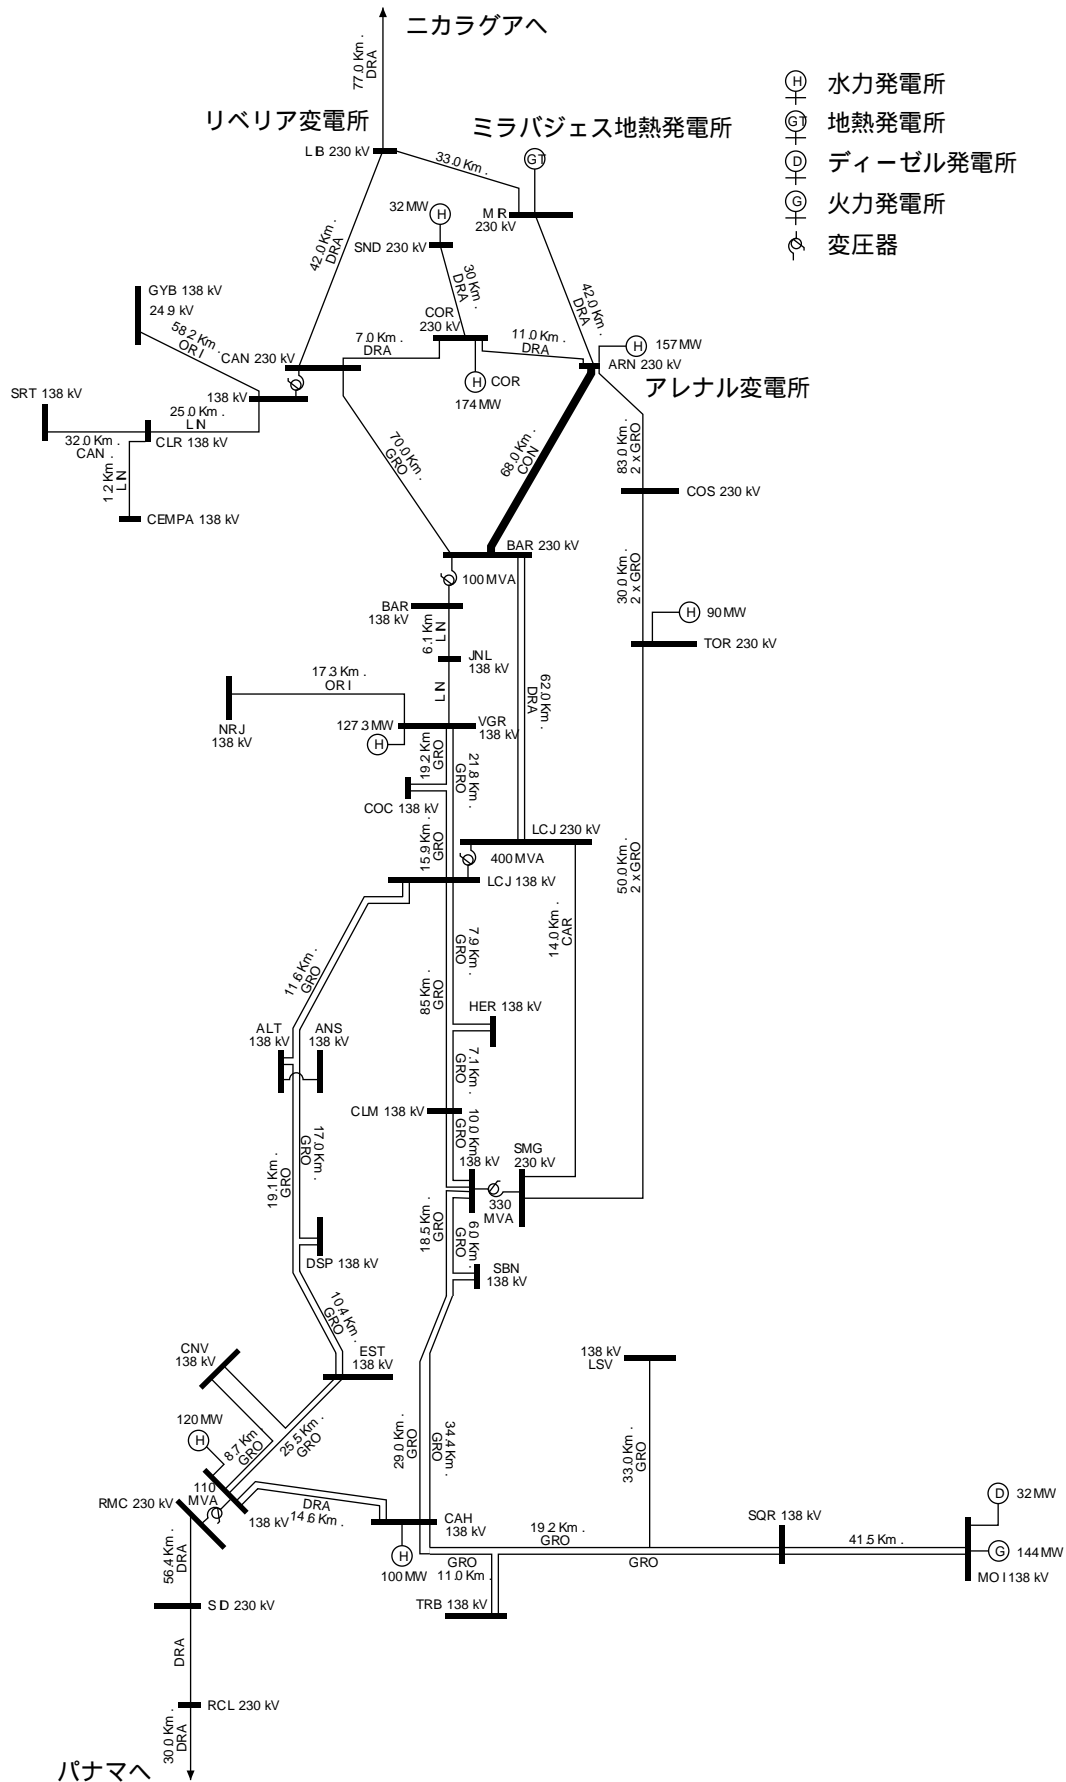 ニカラグアへ
77.0 Km.
DRA
リベリア変電所
ミラバジェス地熱発電所
LIB 230 kV
33.0 Km.
GT
H 水力発電所
GT 地熱発電所
D ディーゼル発電所
G 火力発電所
変圧器
32 MW
H
MIR
230 kV
SND 230 kV
42.0 Km.
DRA
30 Km.
DRA
42.0 Km.
DRA
GYB 138 kV
24.9 kV
58.2 Km.
ORI
COR
230 kV
7.0 Km.
DRA
11.0 Km.
DRA
H
157 MW
CAN 230 kV
ARN 230 kV
H
COR
174 MW
アレナル変電所
138 kV
SRT 138 kV
25.0 Km.
LIN
32.0 Km.
CAN.
CLR 138 kV
1.2 Km
LIN
CEMPA 138 kV
70.0 Km.
GRO
68.0 Km.
CON
83.0 Km.
2 x GRO
COS 230 kV
BAR 230 kV
100 MVA
30.0 Km.
2 x GRO
BAR
138 kV
6.1 Km
LIN
H
90 MW
TOR 230 kV
JNL
138 kV
17.3 Km.
ORI
LIN
62.0 Km.
DRA
NRJ
138 kV
127.3 MW
H
VGR
138 kV
19.2 Km
GRO
21.8 Km.
GRO
COC 138 kV
15.9 Km.
GRO
LCJ 230 kV
400 MVA
LCJ 138 kV
50.0 Km.
2 x GRO
14.0 Km.
CAR
11.6 Km.
GRO
7.9 Km.
GRO
85 Km.
GRO
HER 138 kV
ALT
138 kV
ANS
138 kV
7.1 Km.
GRO
CLM 138 kV
10.0 Km.
GRO
138 kV
SMG
230 kV
330
MVA
17.0 Km.
GRO
19.1 Km.
GRO
18.5 Km.
GRO
6.0 Km.
GRO
DSP 138 kV
SBN
138 kV
10.4 Km.
GRO
CNV
138 kV
EST
138 kV
138 kV
LSV
120 MW
H
8.7 Km
GRO
25.5 Km.
GRO
29.0 Km.
GRO
34.4 Km.
GRO
33.0 Km.
GRO
110
MVA
RMC 230 kV
138 kV
DRA
14.6 Km.
CAH
138 kV
H
100 MW
D
32 MW
SQR 138 kV
19.2 Km.
GRO
41.5 Km.
G
144 MW
MOI 138 kV
GRO
11.0 Km.
GRO
TRB 138 kV
56.4 Km.
DRA
SID 230 kV
DRA
RCL 230 kV
30.0 Km.
DRA
パナマへ